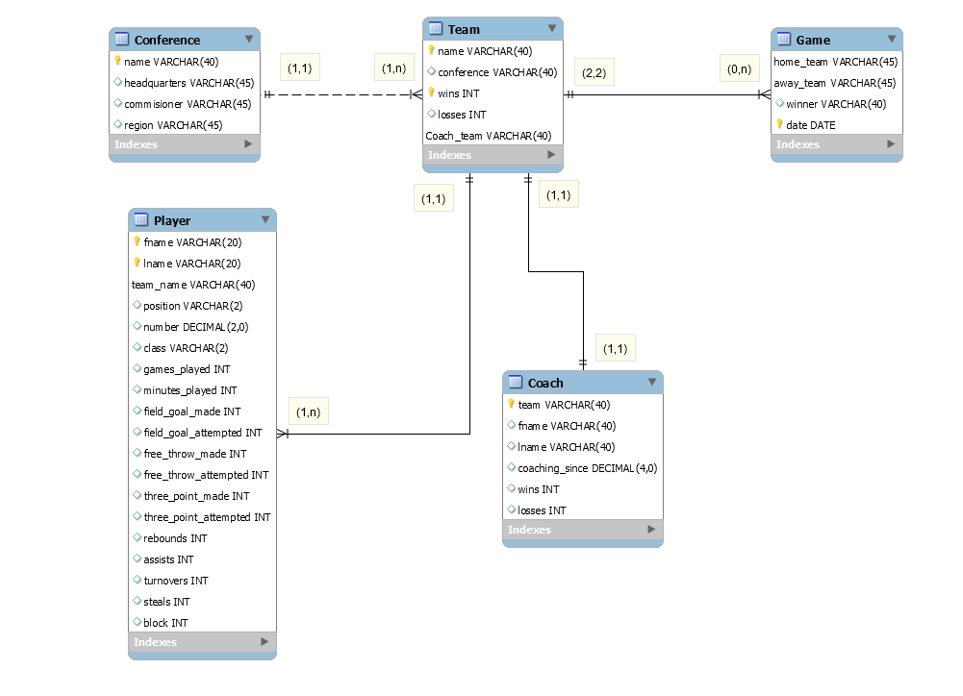 Conference
name VARCHAR(40)
headquarters VARCHAR(45)
commisioner VARCHAR(45)
region VARCHAR(45)
Indexes
(1,1)
(1,n)
Team
name VARCHAR(40)
conference VARCHAR(40)
wins INT
losses INT
Coach_team VARCHAR(40)
Indexes
(2,2)
(0,n)
Game
home_team VARCHAR(45)
away_team VARCHAR(45)
winner VARCHAR(40)
date DATE
Indexes
(1,1)
(1,1)
Player
fname VARCHAR(20)
lname VARCHAR(20)
team_name VARCHAR(40)
position VARCHAR(2)
number DECIMAL(2,0)
class VARCHAR(2)
games_played INT
minutes_played INT
field_goal_made INT
field_goal_attempted INT
free_throw_made INT
free_throw_attempted INT
three_point_made INT
three_point_attempted INT
rebounds INT
assists INT
turnovers INT
steals INT
block INT
Indexes
(1,n)
(1,1)
Coach
team VARCHAR(40)
fname VARCHAR(40)
lname VARCHAR(40)
coaching_since DECIMAL(4,0)
wins INT
losses INT
Indexes